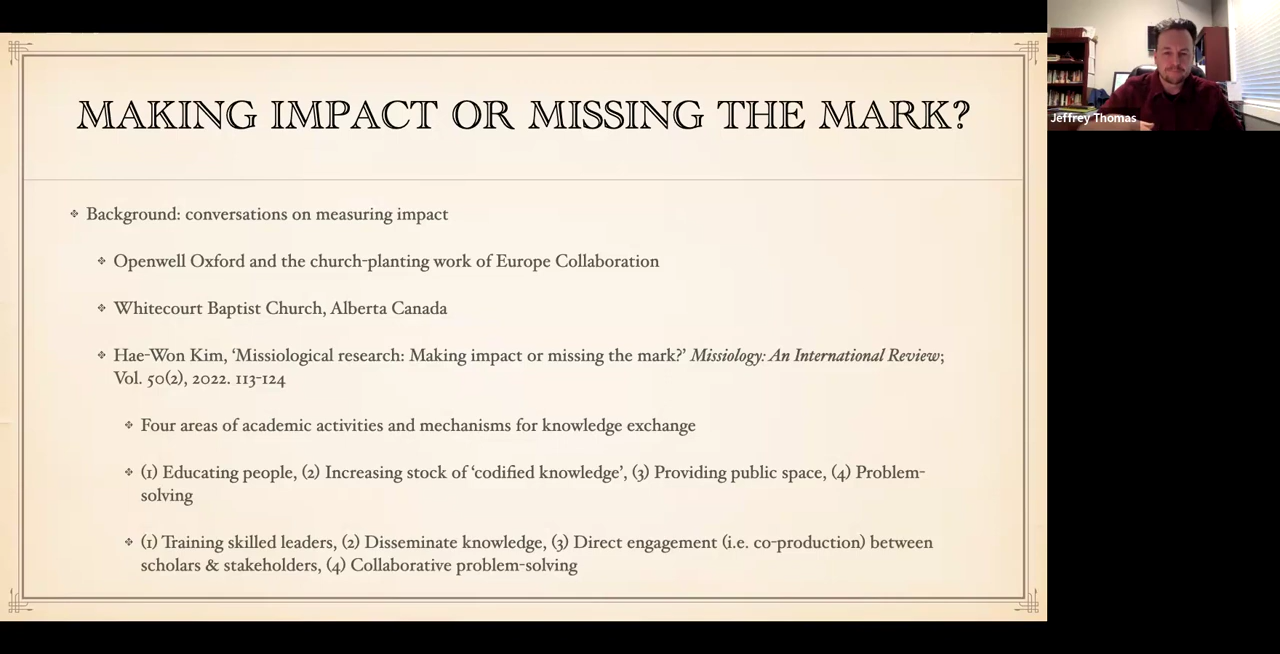 MAKING IMPACT OR MISSING THE MARK?
Background: conversations on measuring impact
Openwell Oxford and the church-planting work of Europe Collaboration
Whitecourt Baptist Church, Alberta Canada
Hae-Won Kim, ‘Missiological research: Making impact or missing the mark?’ Missiology: An International Review;
Vol. 50(2), 2022. 113-124
Four areas of academic activities and mechanisms for knowledge exchange
(1) Educating people, (2) Increasing stock of ‘codified knowledge’, (3) Providing public space, (4) Problem-
solving
(1) Training skilled leaders, (2) Disseminate knowledge, (3) Direct engagement (i.e. co-production) between
scholars & stakeholders, (4) Collaborative problem-solving
Jeffrey Thomas